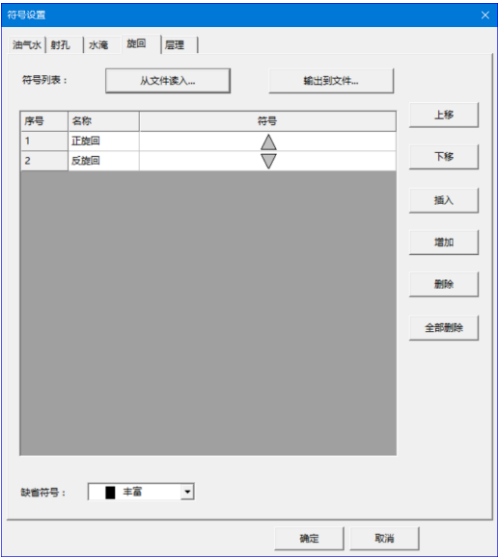 符号设置
油气水 射孔 水淹 旋回 层理
符号列表： 从文件读入... 输出到文件...
序号 名称 符号
1 正旋回
2 反旋回
上移
下移
插入
增加
删除
全部删除
缺省符号： 丰富
确定 取消